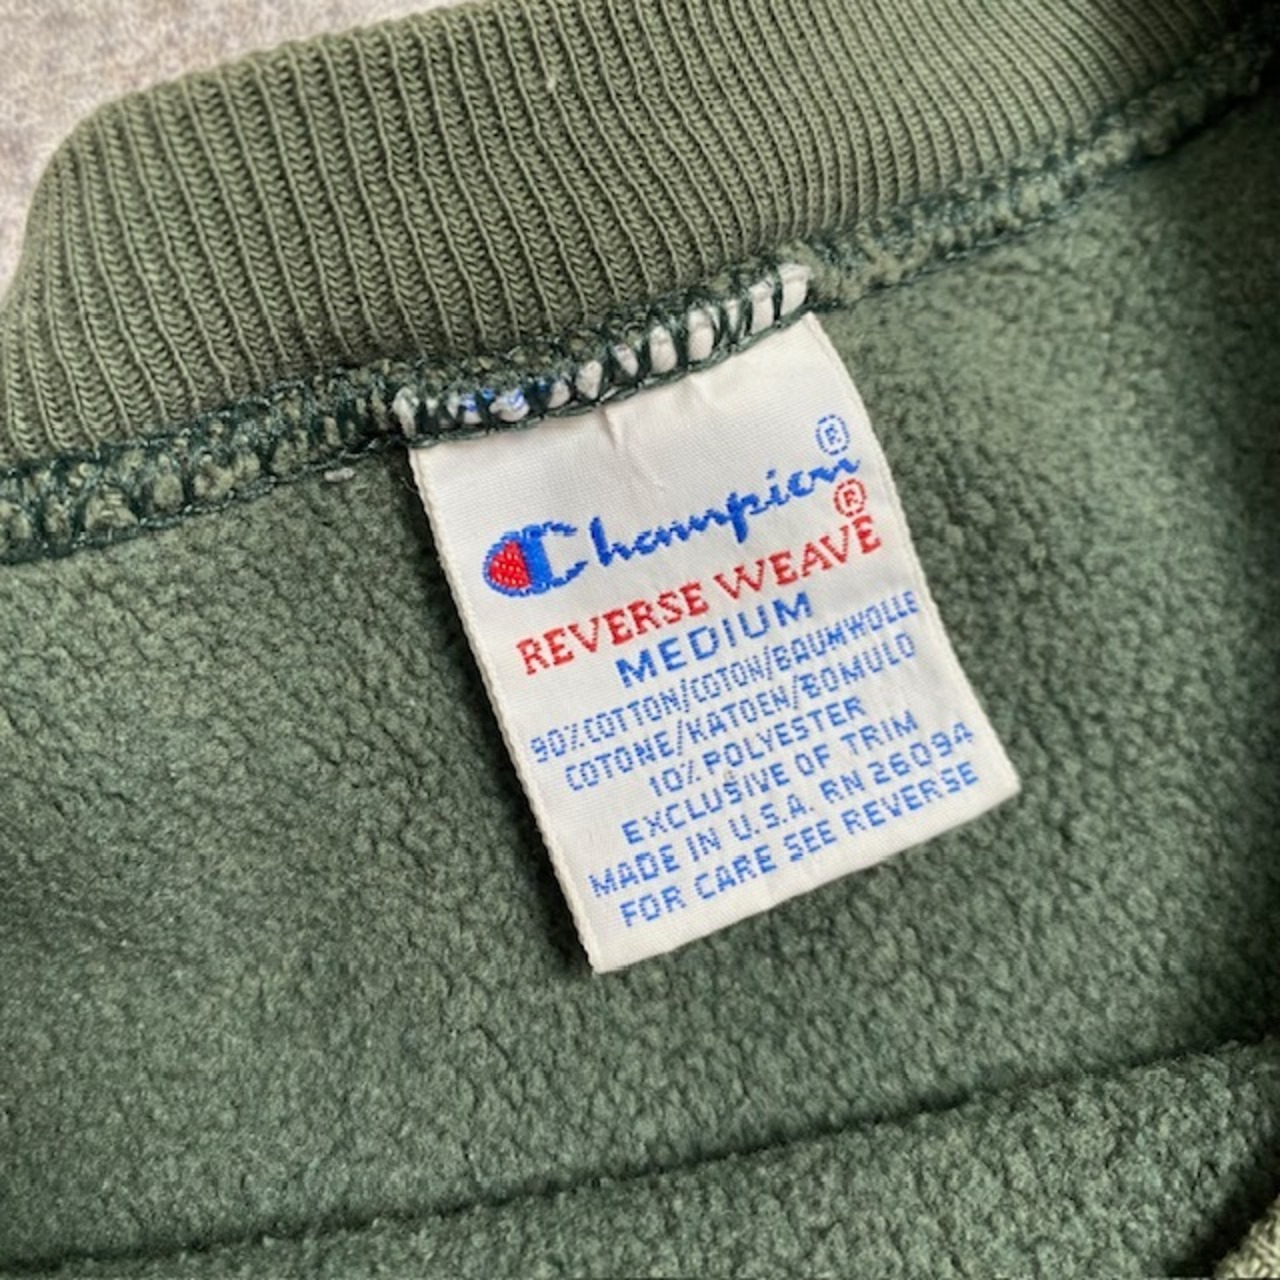 Champion®
REVERSE WEAVE®
MEDIUM
90% COTTON/COTON/BAUMWOLLE
COTONE/KATOEN/BOMULD
10% POLYESTER
EXCLUSIVE OF TRIM
MADE IN U.S.A. RN 26094
FOR CARE SEE REVERSE